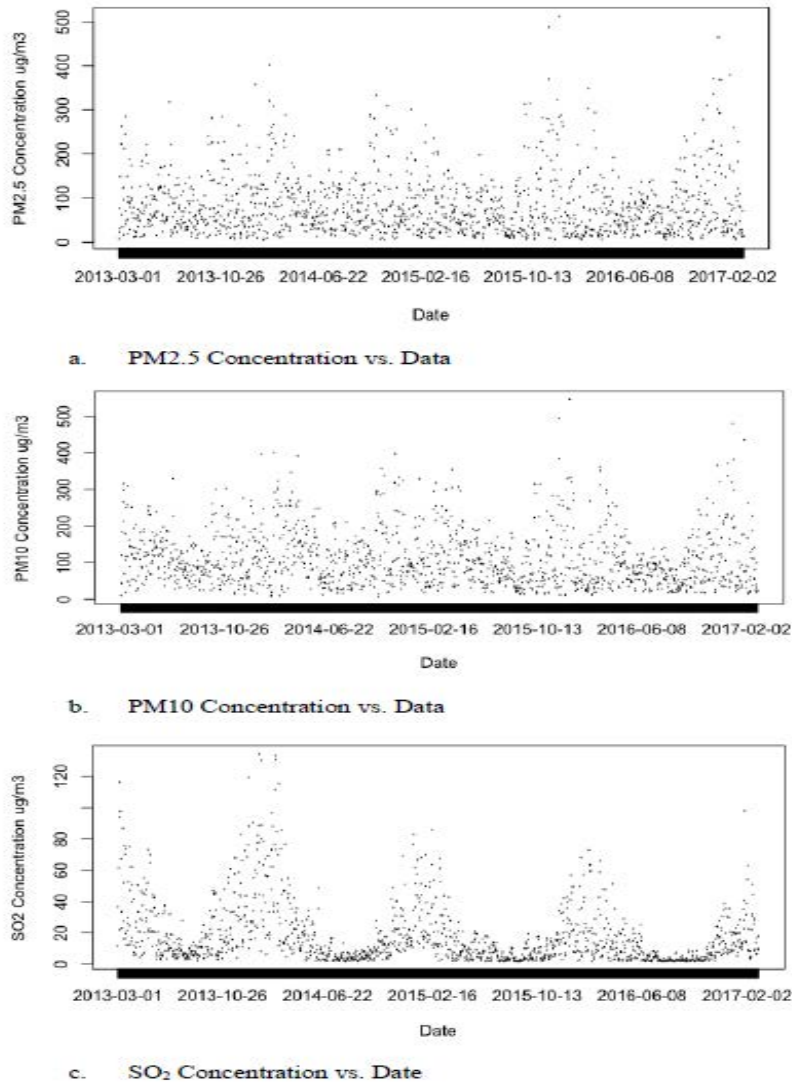 PM2.5 Concentration ug/m3
500
400
300
200
100
0
2013-03-01 2013-10-26 2014-06-22 2015-02-16 2015-10-13 2016-06-08 2017-02-02
Date
a. PM2.5 Concentration vs. Data
PM10 Concentration ug/m3
500
400
300
200
100
0
2013-03-01 2013-10-26 2014-06-22 2015-02-16 2015-10-13 2016-06-08 2017-02-02
Date
b. PM10 Concentration vs. Data
SO2 Concentration ug/m3
120
80
60
40
20
0
2013-03-01 2013-10-26 2014-06-22 2015-02-16 2015-10-13 2016-06-08 2017-02-02
Date
c. SO₂ Concentration vs. Date